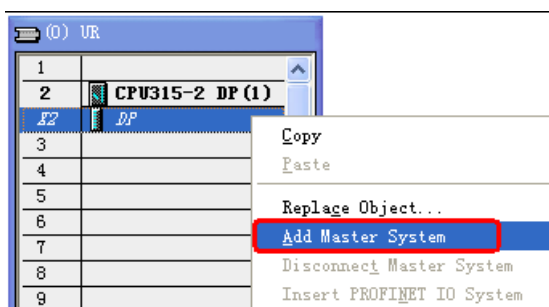 (0) UR
1
2 CPU315-2 DP(1)
E2 DP
3
4
5
6
7
8
9
Copy
Paste
Replace Object...
Add Master System
Disconnect Master System
Insert PROFINET IO System